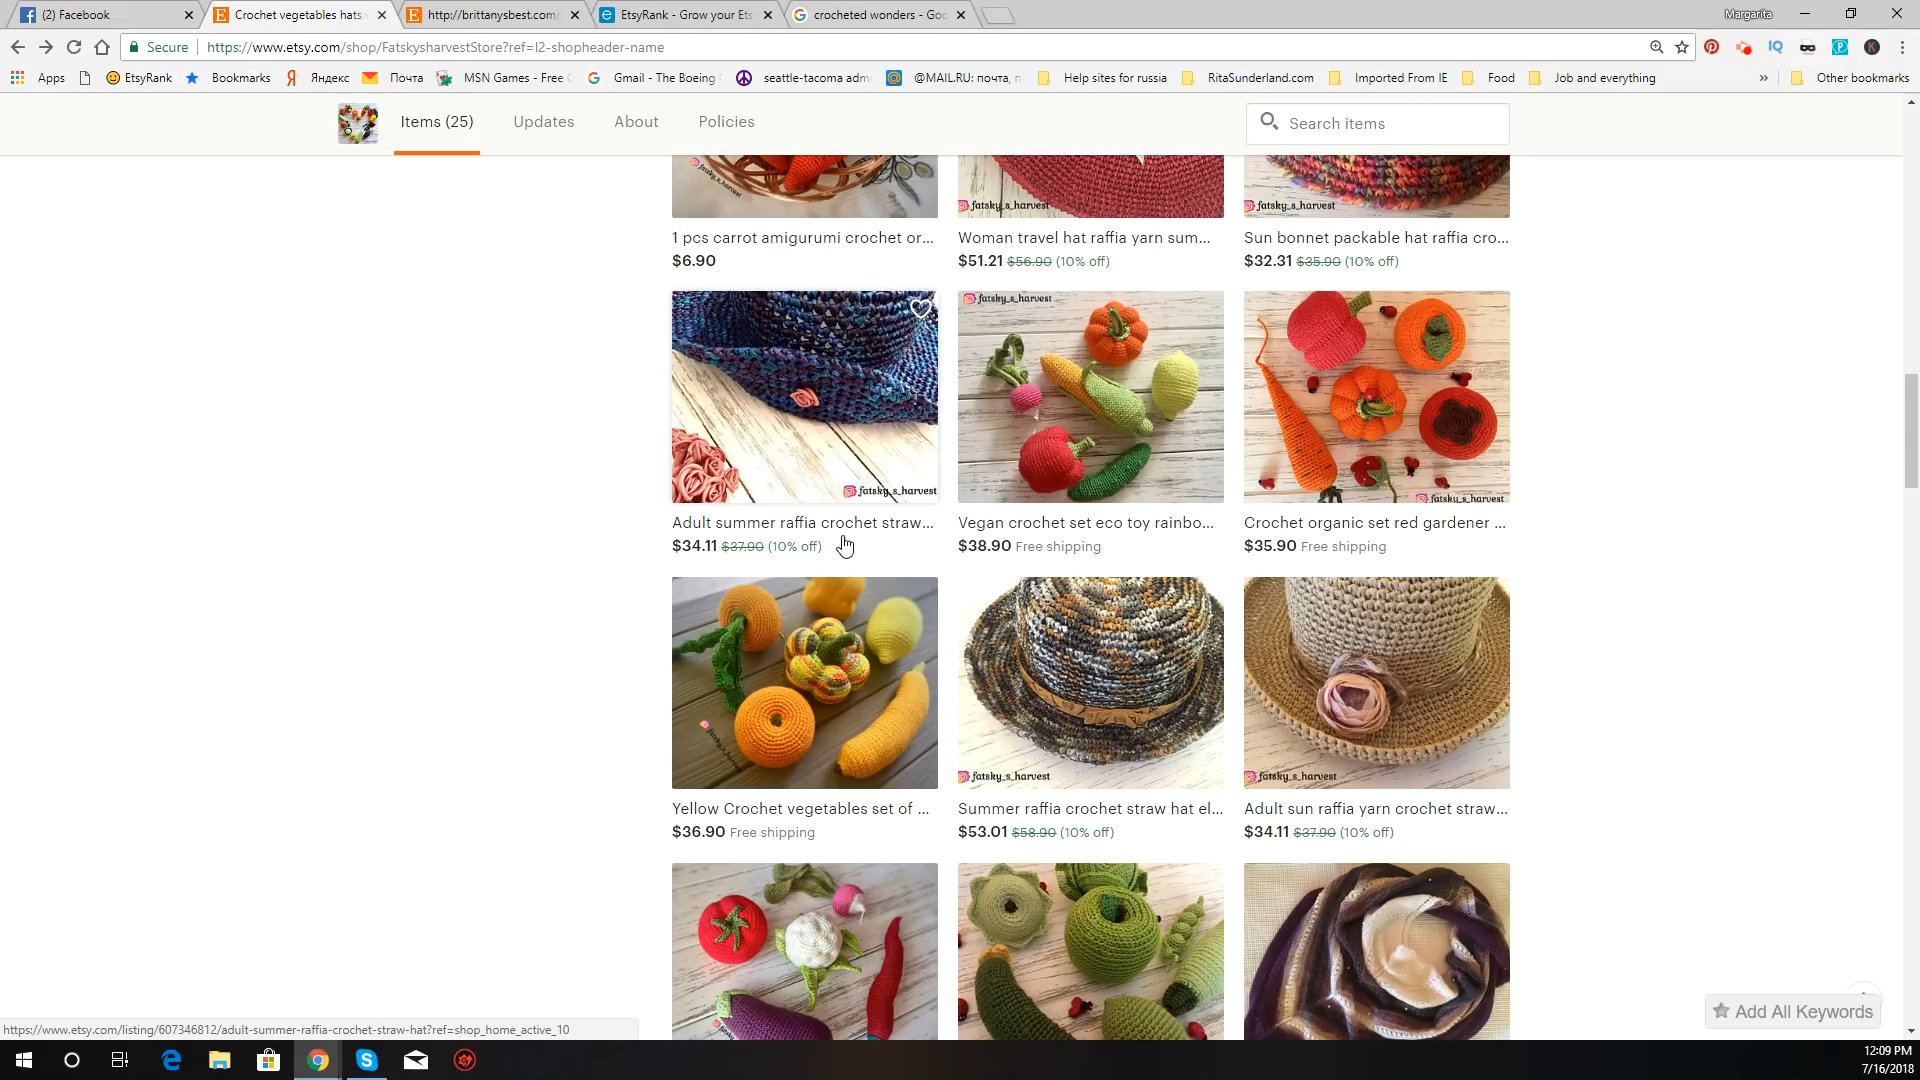 (2) Facebook
Crochet vegetables hats
http://brittanysbest.com
EtsyRank - Grow your Ets
crocheted wonders - Goo
Margarita
Secure
https://www.etsy.com/shop/FatskysharvestStore?ref=l2-shopheader-name
Apps
EtsyRank
Bookmarks
Яндекс
Почта
MSN Games - Free
Gmail - The Boeing
seattle-tacoma adm
@MAIL.RU: почта,
Help sites for russia
RitaSunderland.com
Imported From IE
Food
Job and everything
»
Other bookmarks
Items (25)
Updates
About
Policies
Search items
fatsky_s_harvest
fatsky_s_harvest
fatsky_s_harvest
1 pcs carrot amigurumi crochet or...
Woman travel hat raffia yarn sum...
Sun bonnet packable hat raffia cro...
$6.90
$51.21 $56.90 (10% off)
$32.31 $35.90 (10% off)
fatsky_s_harvest
fatsky_s_harvest
fatsky_s_harvest
Adult summer raffia crochet straw...
Vegan crochet set eco toy rainbo...
Crochet organic set red gardener ...
$34.11 $37.90 (10% off)
$38.90 Free shipping
$35.90 Free shipping
fatsky_s_harvest
fatsky_s_harvest
Yellow Crochet vegetables set of ...
Summer raffia crochet straw hat el...
Adult sun raffia yarn crochet straw...
$36.90 Free shipping
$53.01 $58.90 (10% off)
$34.11 $37.90 (10% off)
Add All Keywords
https://www.etsy.com/listing/607346812/adult-summer-raffia-crochet-straw-hat?ref=shop_home_active_10
12:09 PM
7/16/2018